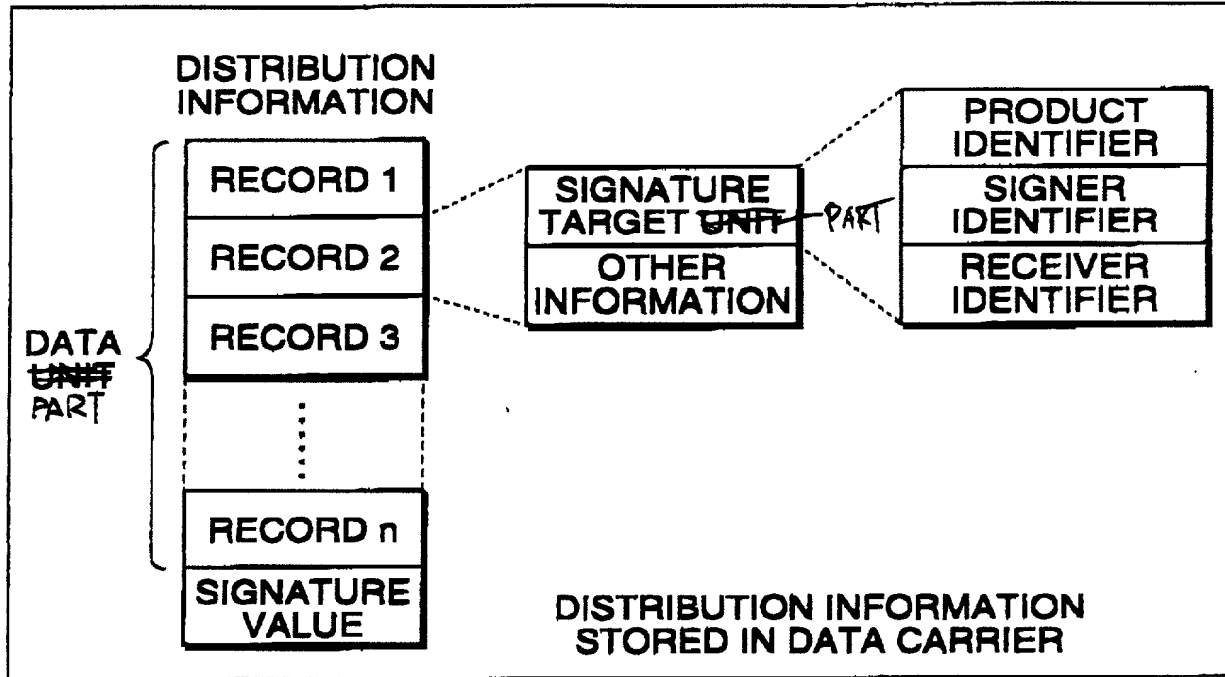 DISTRIBUTION
INFORMATION
RECORD 1
RECORD 2
RECORD 3
RECORD n
SIGNATURE
VALUE
DATA
UNIT
PART
SIGNATURE
TARGET UNIT PART
OTHER
INFORMATION
PRODUCT
IDENTIFIER
SIGNER
IDENTIFIER
RECEIVER
IDENTIFIER
DISTRIBUTION INFORMATION
STORED IN DATA CARRIER